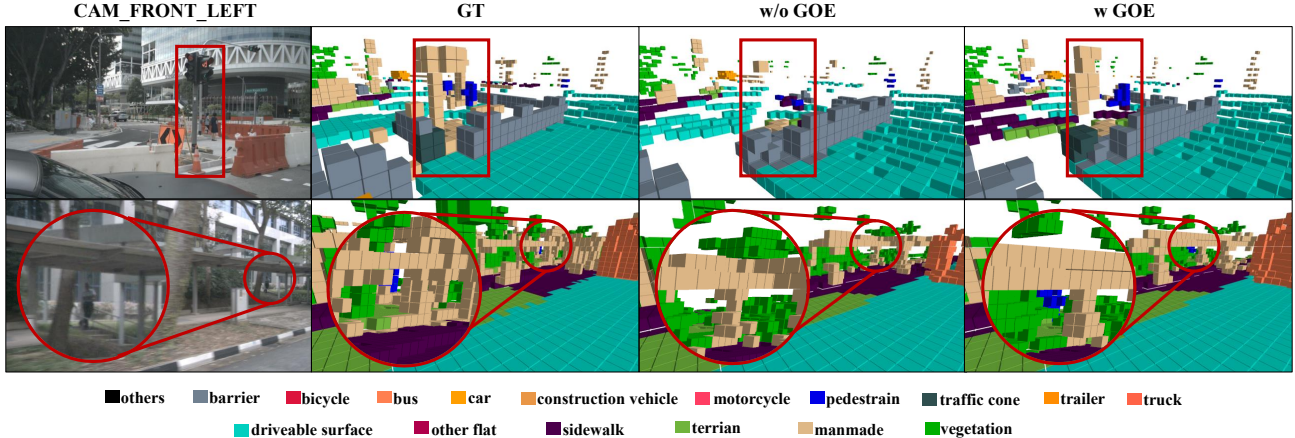 CAM_FRONT_LEFT GT w/o GOE w GOE
others barrier bicycle bus car construction vehicle motorcycle pedestrain traffic cone trailer truck
driveable surface other flat sidewalk terrian manmade vegetation